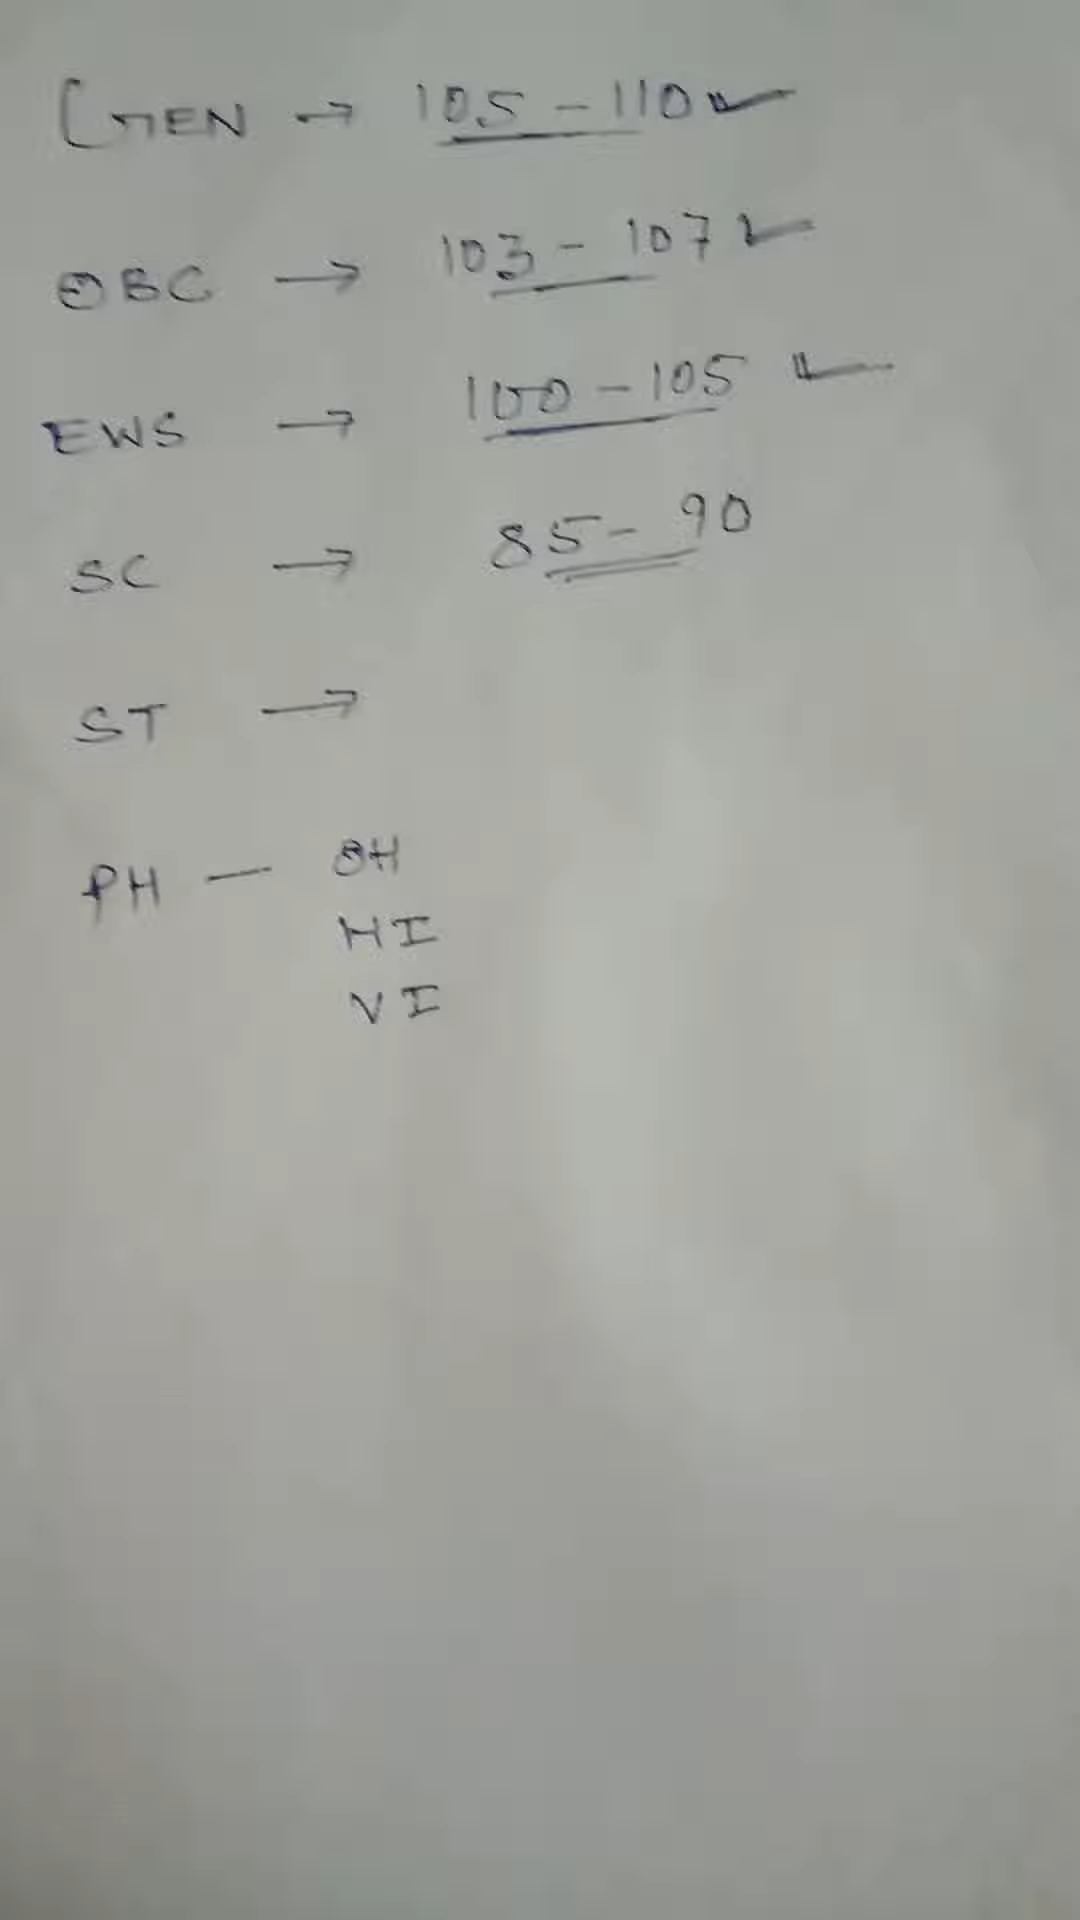 GEN → 105 - 110 ✓
OBC → 103 - 107 ✓
EWS → 100 - 105 ✓
SC → 85 - 90
ST →
PH - OH
HI
VI